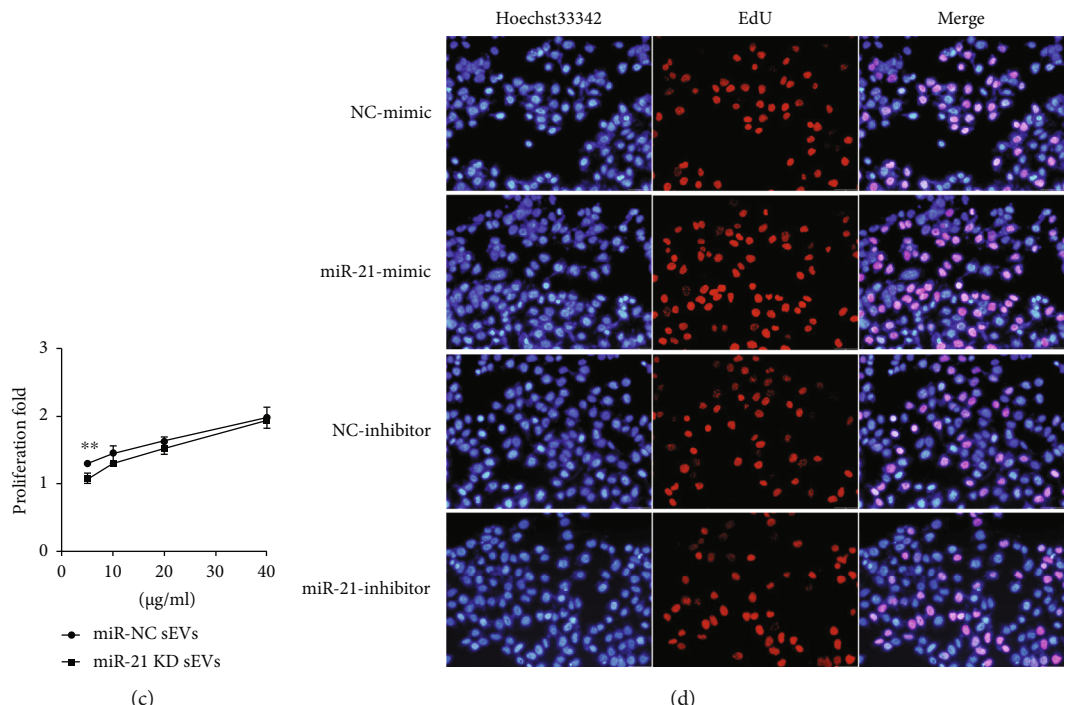 Hoechst33342 EdU Merge
NC-mimic
miR-21-mimic
NC-inhibitor
miR-21-inhibitor
3
2
1
0
Proliferation fold
**
0 10 20 30 40
(μg/ml)
miR-NC sEVs
miR-21 KD sEVs
(c)
(d)